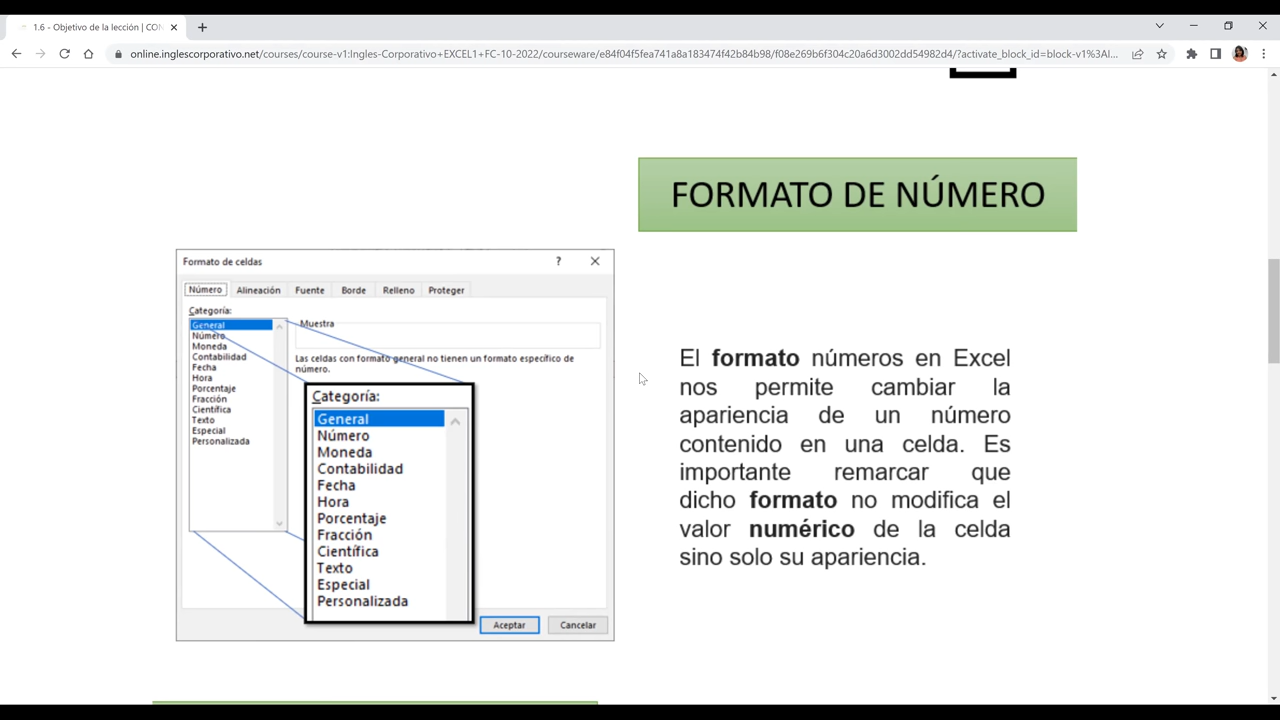 1.6 - Objetivo de la lección | CON
online.inglescorporativo.net/courses/course-v1:Ingles-Corporativo+EXCEL1+FC-10-2022/courseware/e84f04f5fea741a8a183474f42b84b98/f08e269b6f304c20a6d3002dd54982d4/?activate_block_id=block-v1%3AI...
FORMATO DE NÚMERO
Formato de celdas
Número Alineación Fuente Borde Relleno Proteger
Categoría:
General
Número
Moneda
Contabilidad
Fecha
Hora
Porcentaje
Fracción
Científica
Texto
Especial
Personalizada
Muestra
Las celdas con formato general no tienen un formato específico de
número.
Categoría:
General
Número
Moneda
Contabilidad
Fecha
Hora
Porcentaje
Fracción
Científica
Texto
Especial
Personalizada
Aceptar Cancelar
El formato números en Excel
nos permite cambiar la
apariencia de un número
contenido en una celda. Es
importante remarcar que
dicho formato no modifica el
valor numérico de la celda
sino solo su apariencia.